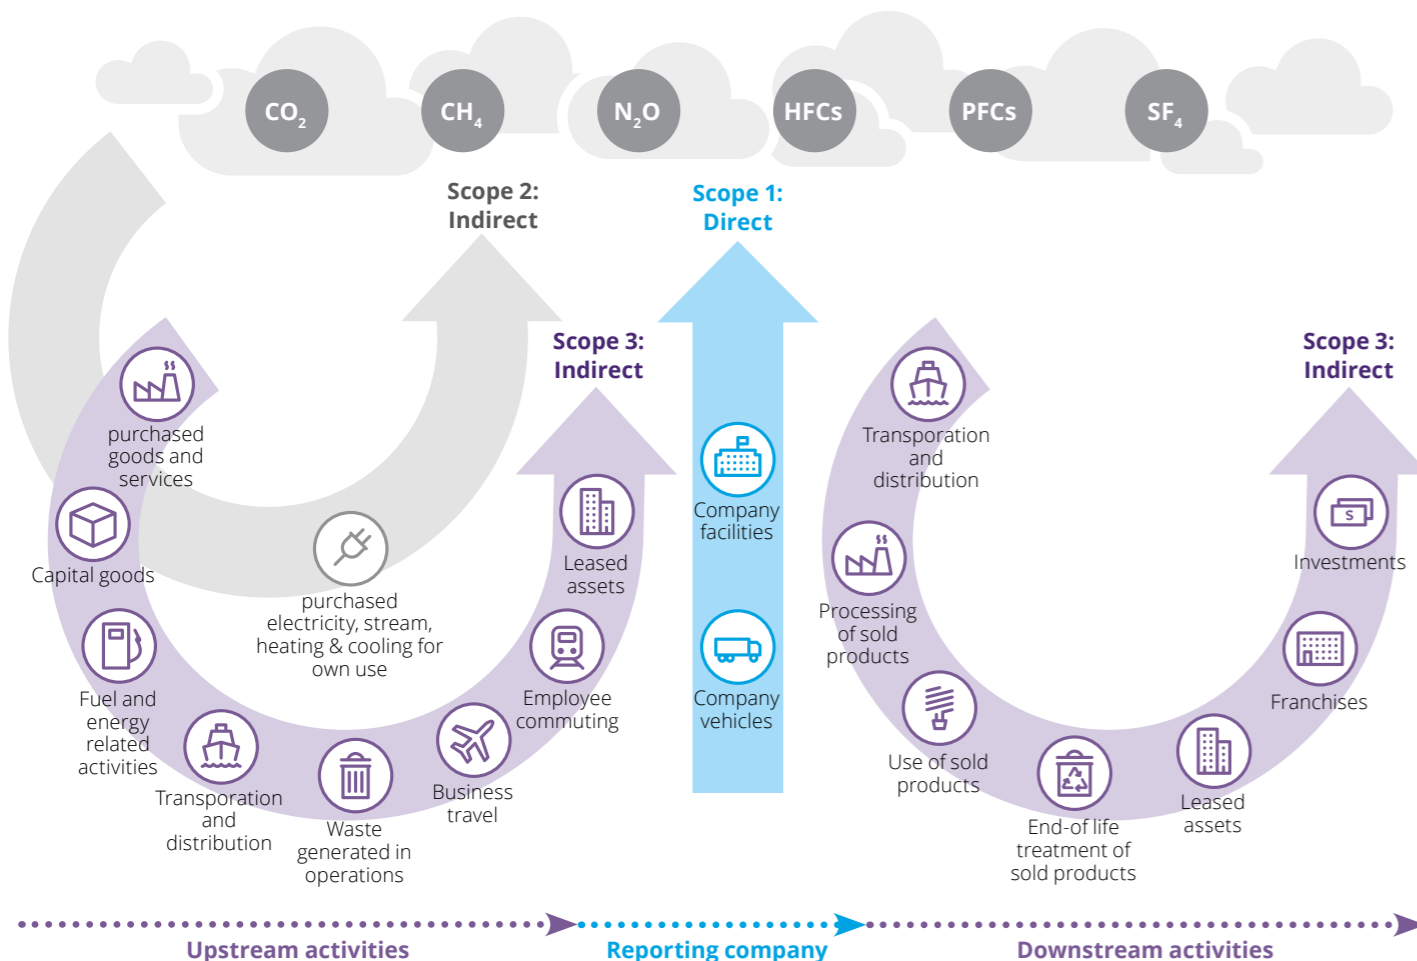 CO₂
CH₄
N₂O
HFCs
PFCs
SF₄
Scope 2:
Indirect
Scope 1:
Direct
Scope 3:
Indirect
Scope 3:
Indirect
purchased
goods and
services
Capital goods
Fuel and
energy
related
activities
Transporation
and
distribution
Waste
generated in
operations
Business
travel
Employee
commuting
Leased
assets
purchased
electricity, stream,
heating & cooling for
own use
Company
facilities
Company
vehicles
Transporation
and
distribution
Processing
of sold
products
Use of sold
products
End-of life
treatment of
sold products
Leased
assets
Franchises
Investments
S
Upstream activities
Reporting company
Downstream activities